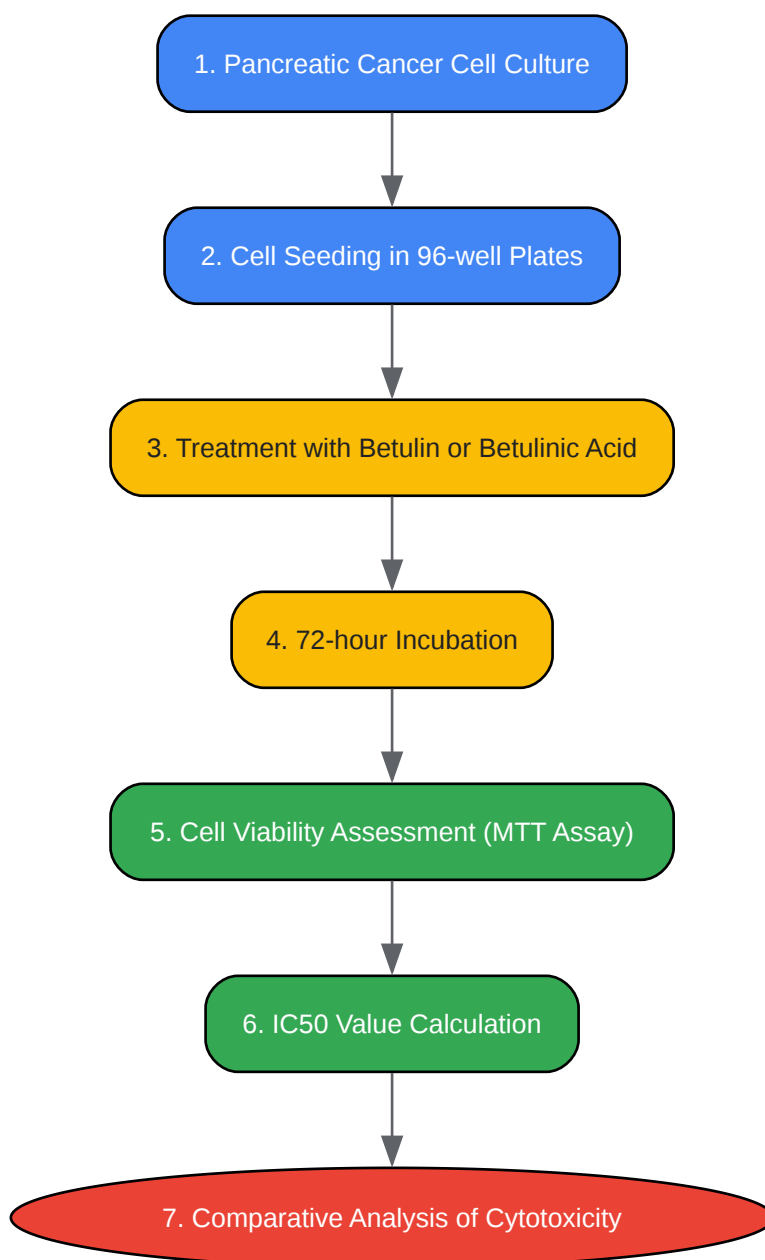 1. Pancreatic Cancer Cell Culture
2. Cell Seeding in 96-well Plates
3. Treatment with Betulin or Betulinic Acid
4. 72-hour Incubation
5. Cell Viability Assessment (MTT Assay)
6. IC50 Value Calculation
7. Comparative Analysis of Cytotoxicity